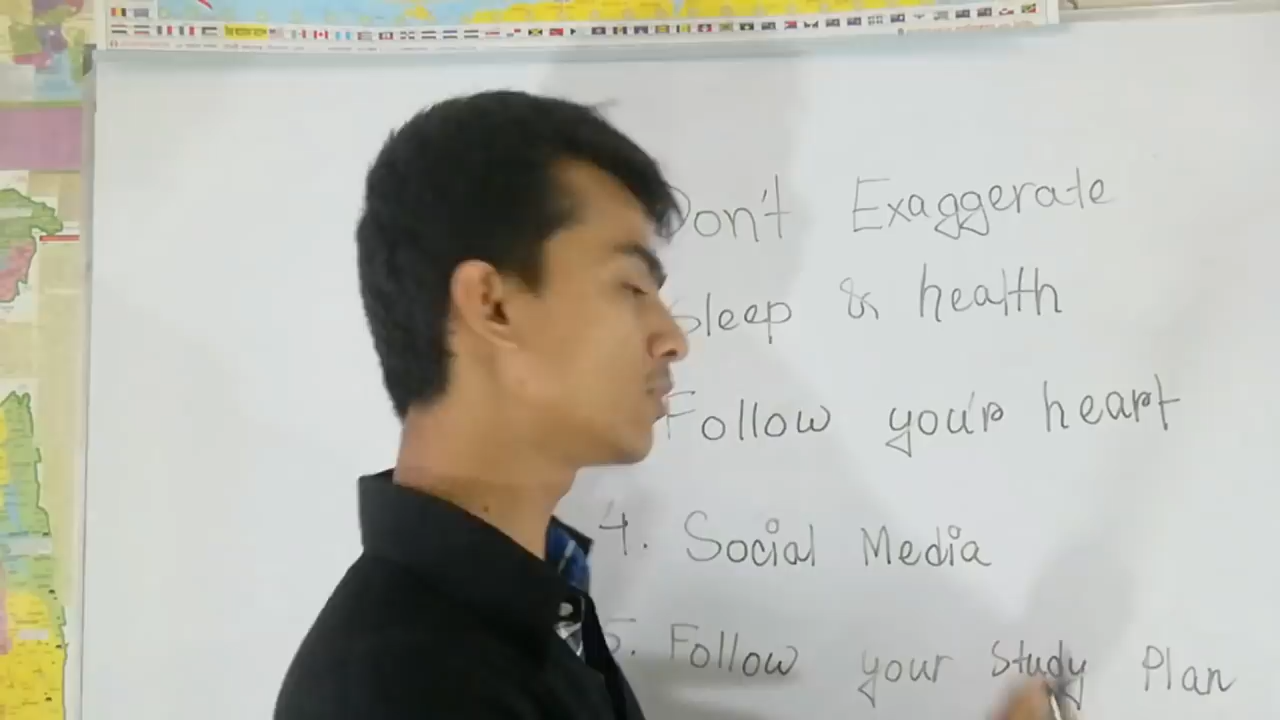 Don't Exaggerate
Sleep & health
Follow your heart
4. Social Media
5. Follow your Study Plan